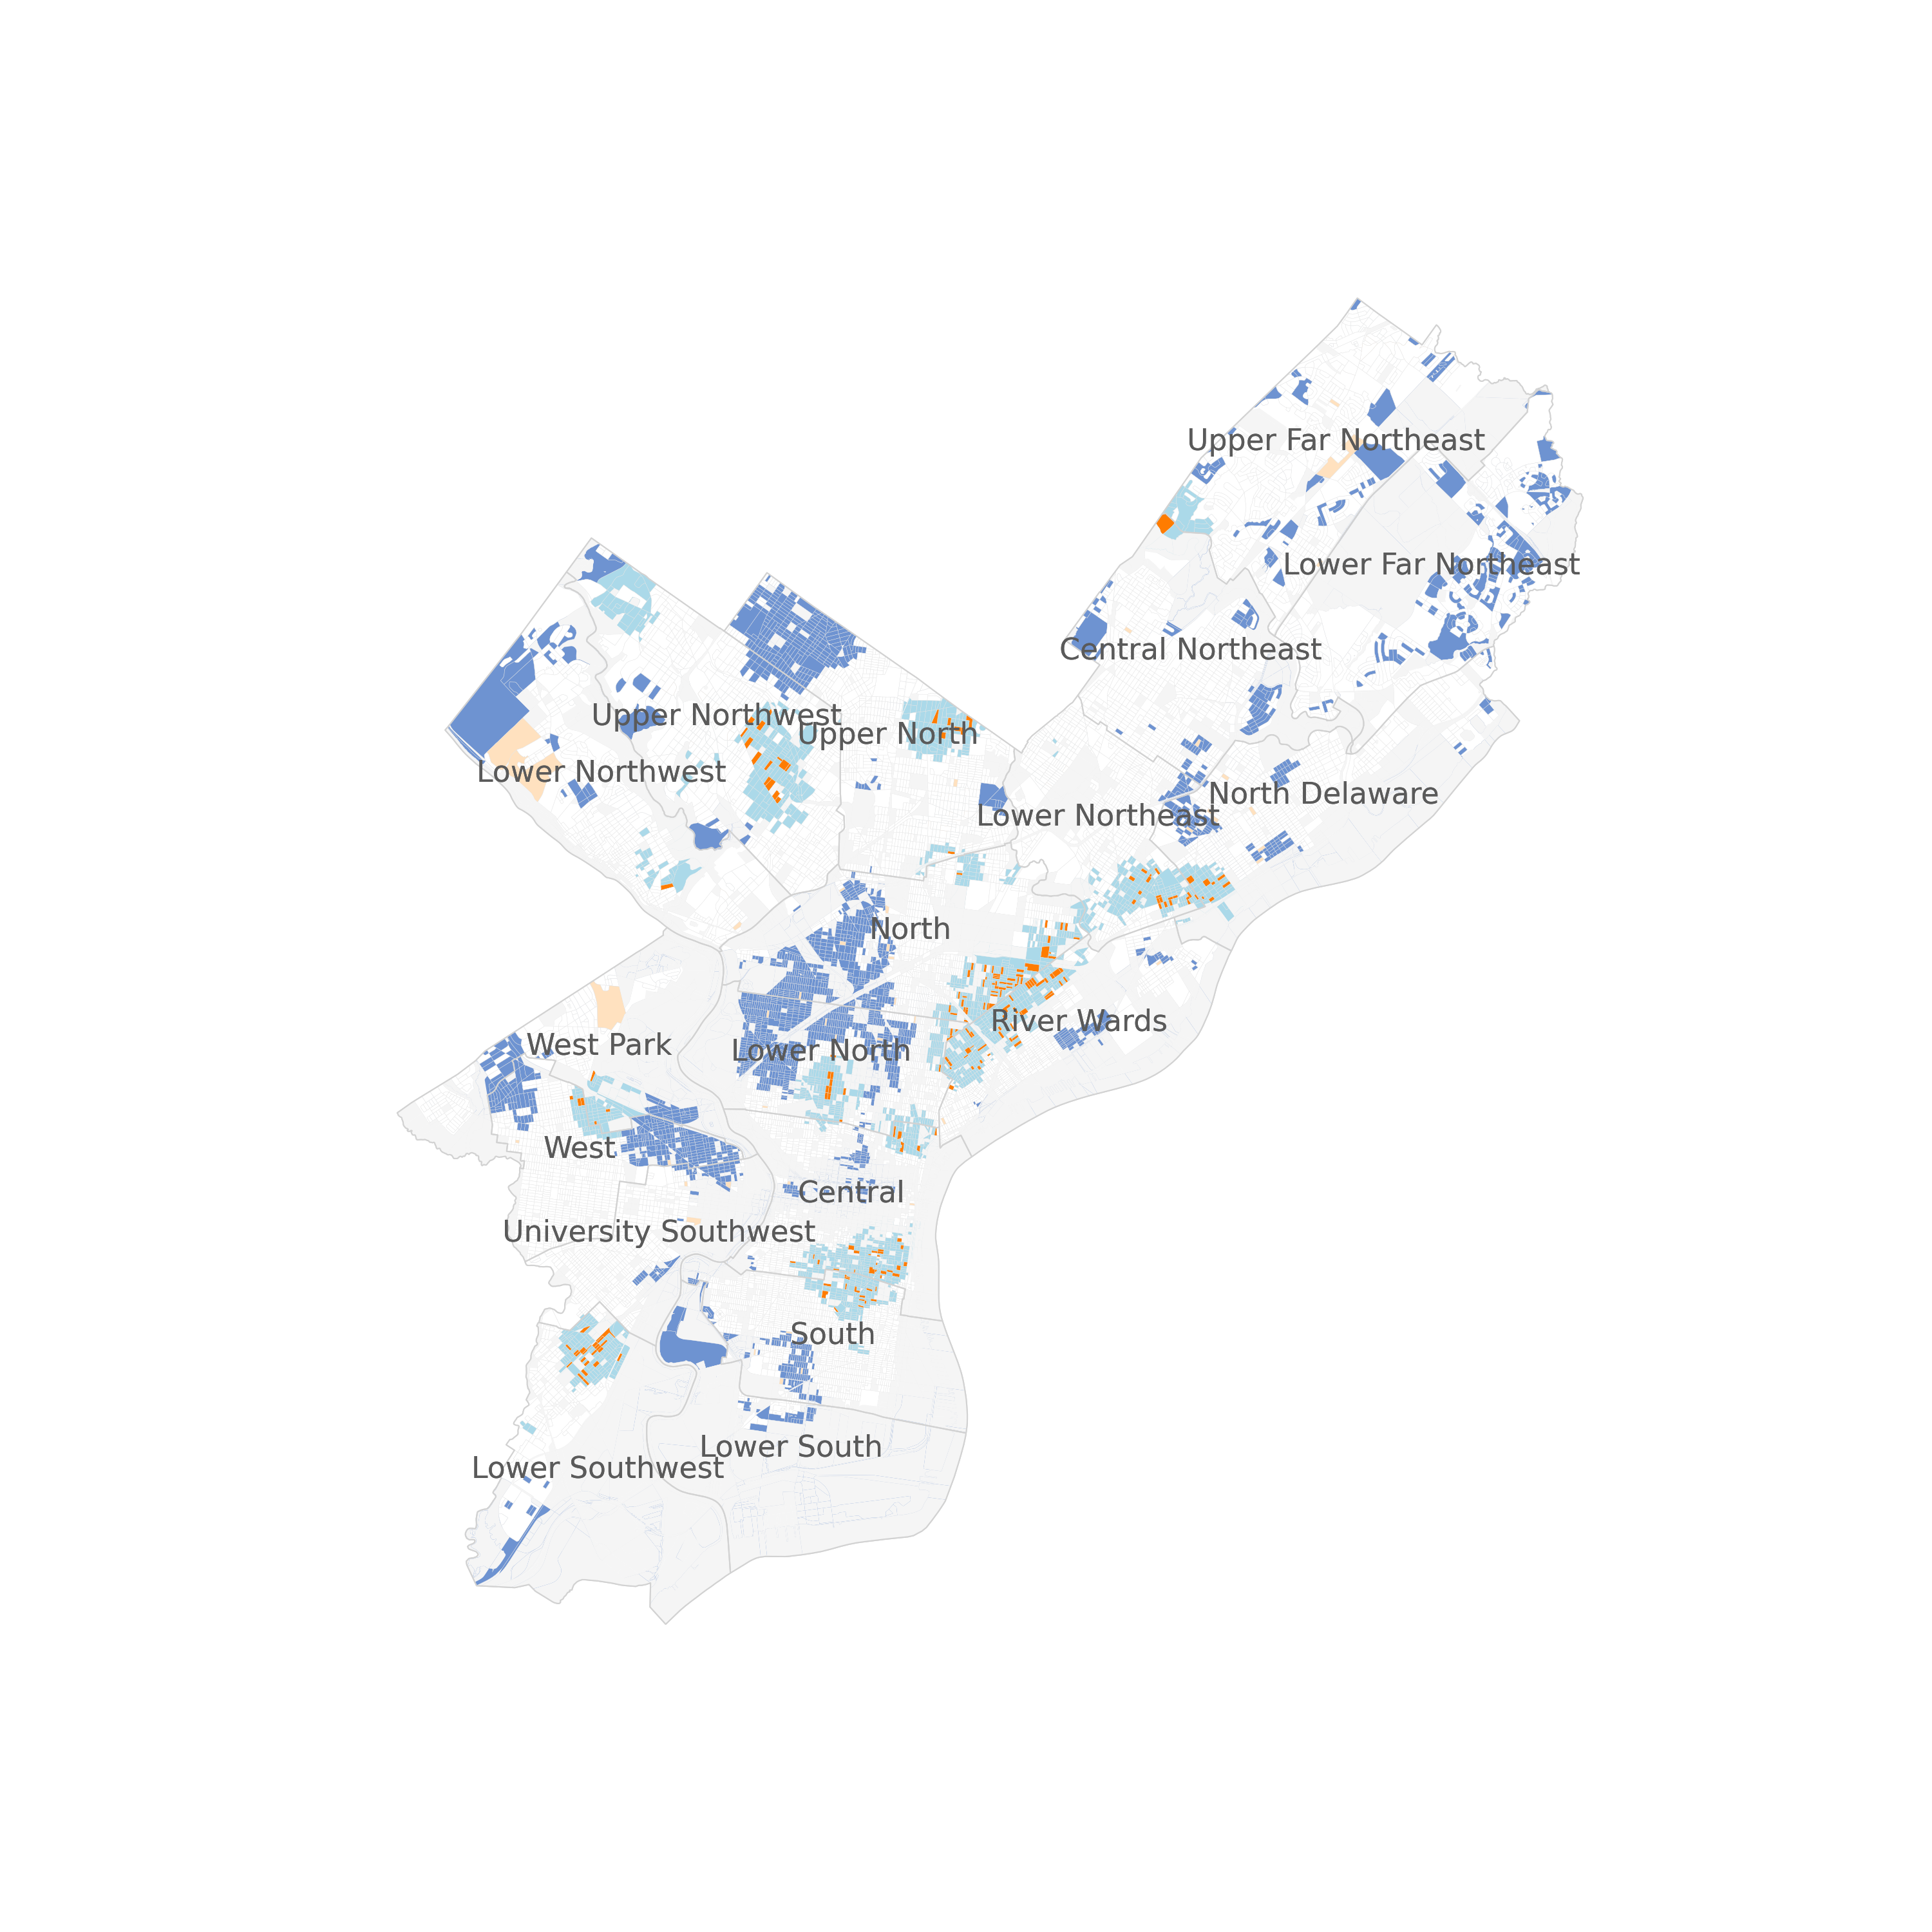 Upper Far Northeast
Lower Far Northeast
Central Northeast
Upper Northwest
Upper North
Lower Northwest
North Delaware
Lower Northeast
North
River Wards
West Park
Lower North
West
Central
University Southwest
South
Lower South
Lower Southwest